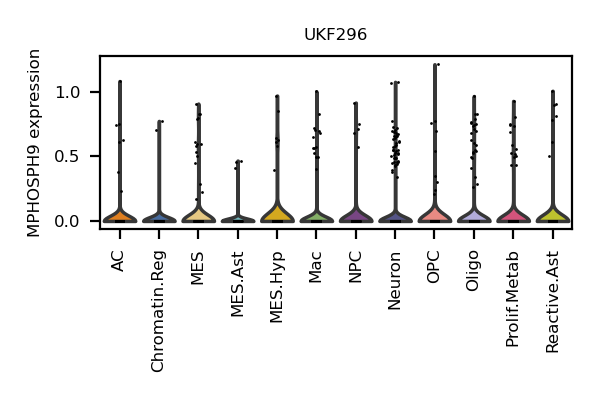 UKF296
MPHOSPH9 expression
1.0
0.5
0.0
AC
Chromatin.Reg
MES
MES.Ast
MES.Hyp
Mac
NPC
Neuron
OPC
Oligo
Prolif.Metab
Reactive.Ast